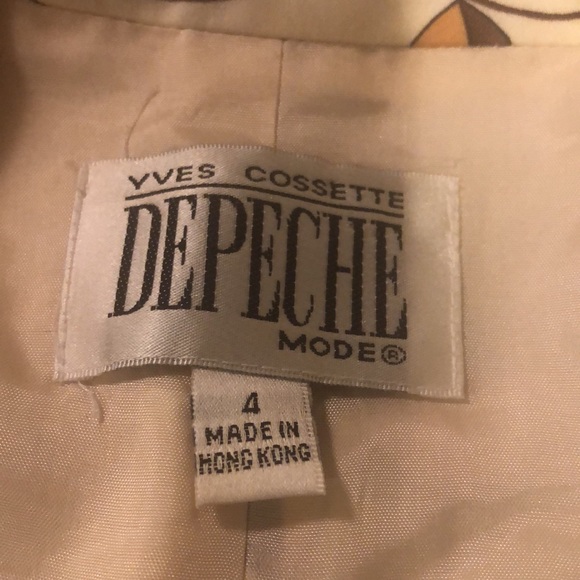 YVES COSSETTE
DEPECHE
MODE®
4
MADE IN
HONG KONG